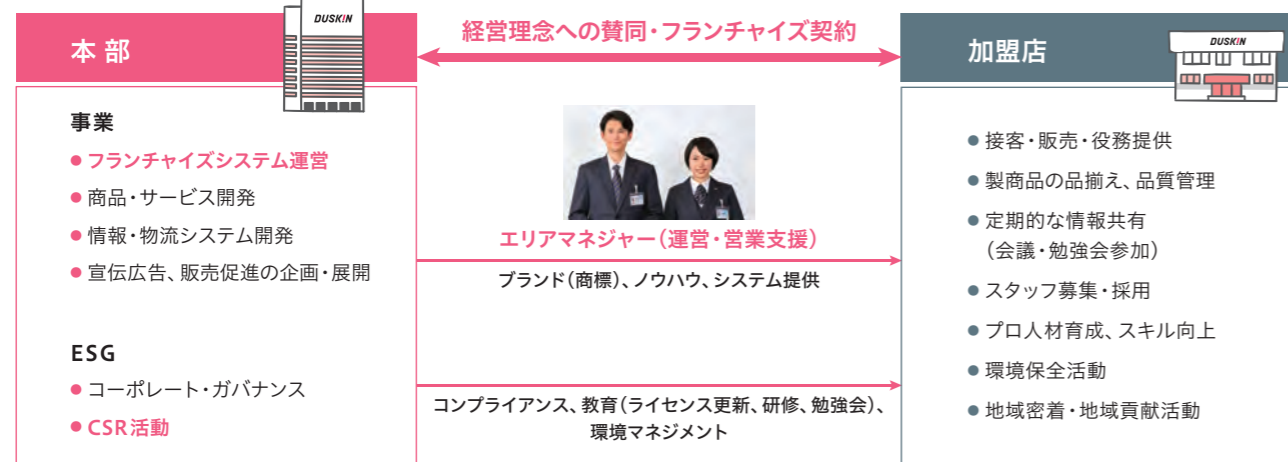 本部
DUSKIN
事業
● フランチャイズシステム運営
● 商品・サービス開発
● 情報・物流システム開発
● 宣伝広告、販売促進の企画・展開
ESG
● コーポレート・ガバナンス
● CSR活動
経営理念への賛同・フランチャイズ契約
エリアマネジャー（運営・営業支援）
ブランド（商標）、ノウハウ、システム提供
コンプライアンス、教育（ライセンス更新、研修、勉強会）、
環境マネジメント
加盟店
DUSKIN
● 接客・販売・役務提供
● 製商品の品揃え、品質管理
● 定期的な情報共有
（会議・勉強会参加）
● スタッフ募集・採用
● プロ人材育成、スキル向上
● 環境保全活動
● 地域密着・地域貢献活動